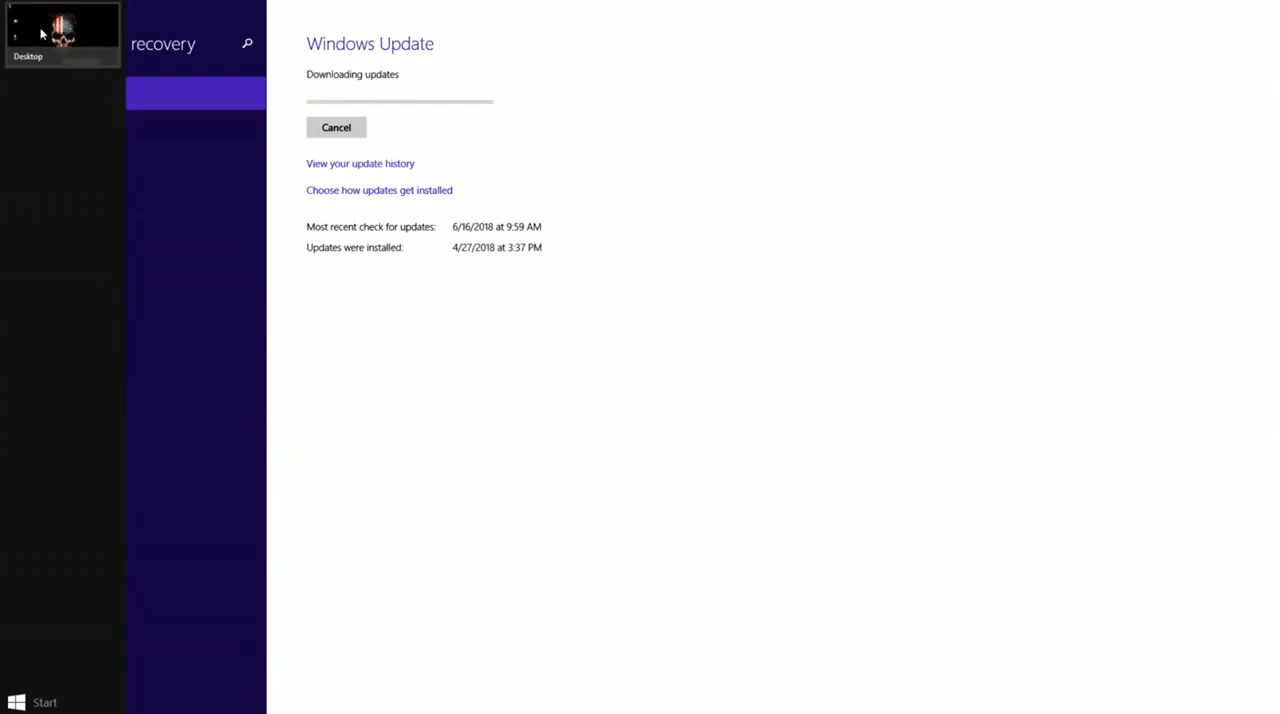 Desktop
recovery
Windows Update
Downloading updates
Cancel
View your update history
Choose how updates get installed
Most recent check for updates: 6/16/2018 at 9:59 AM
Updates were installed: 4/27/2018 at 3:37 PM
Start